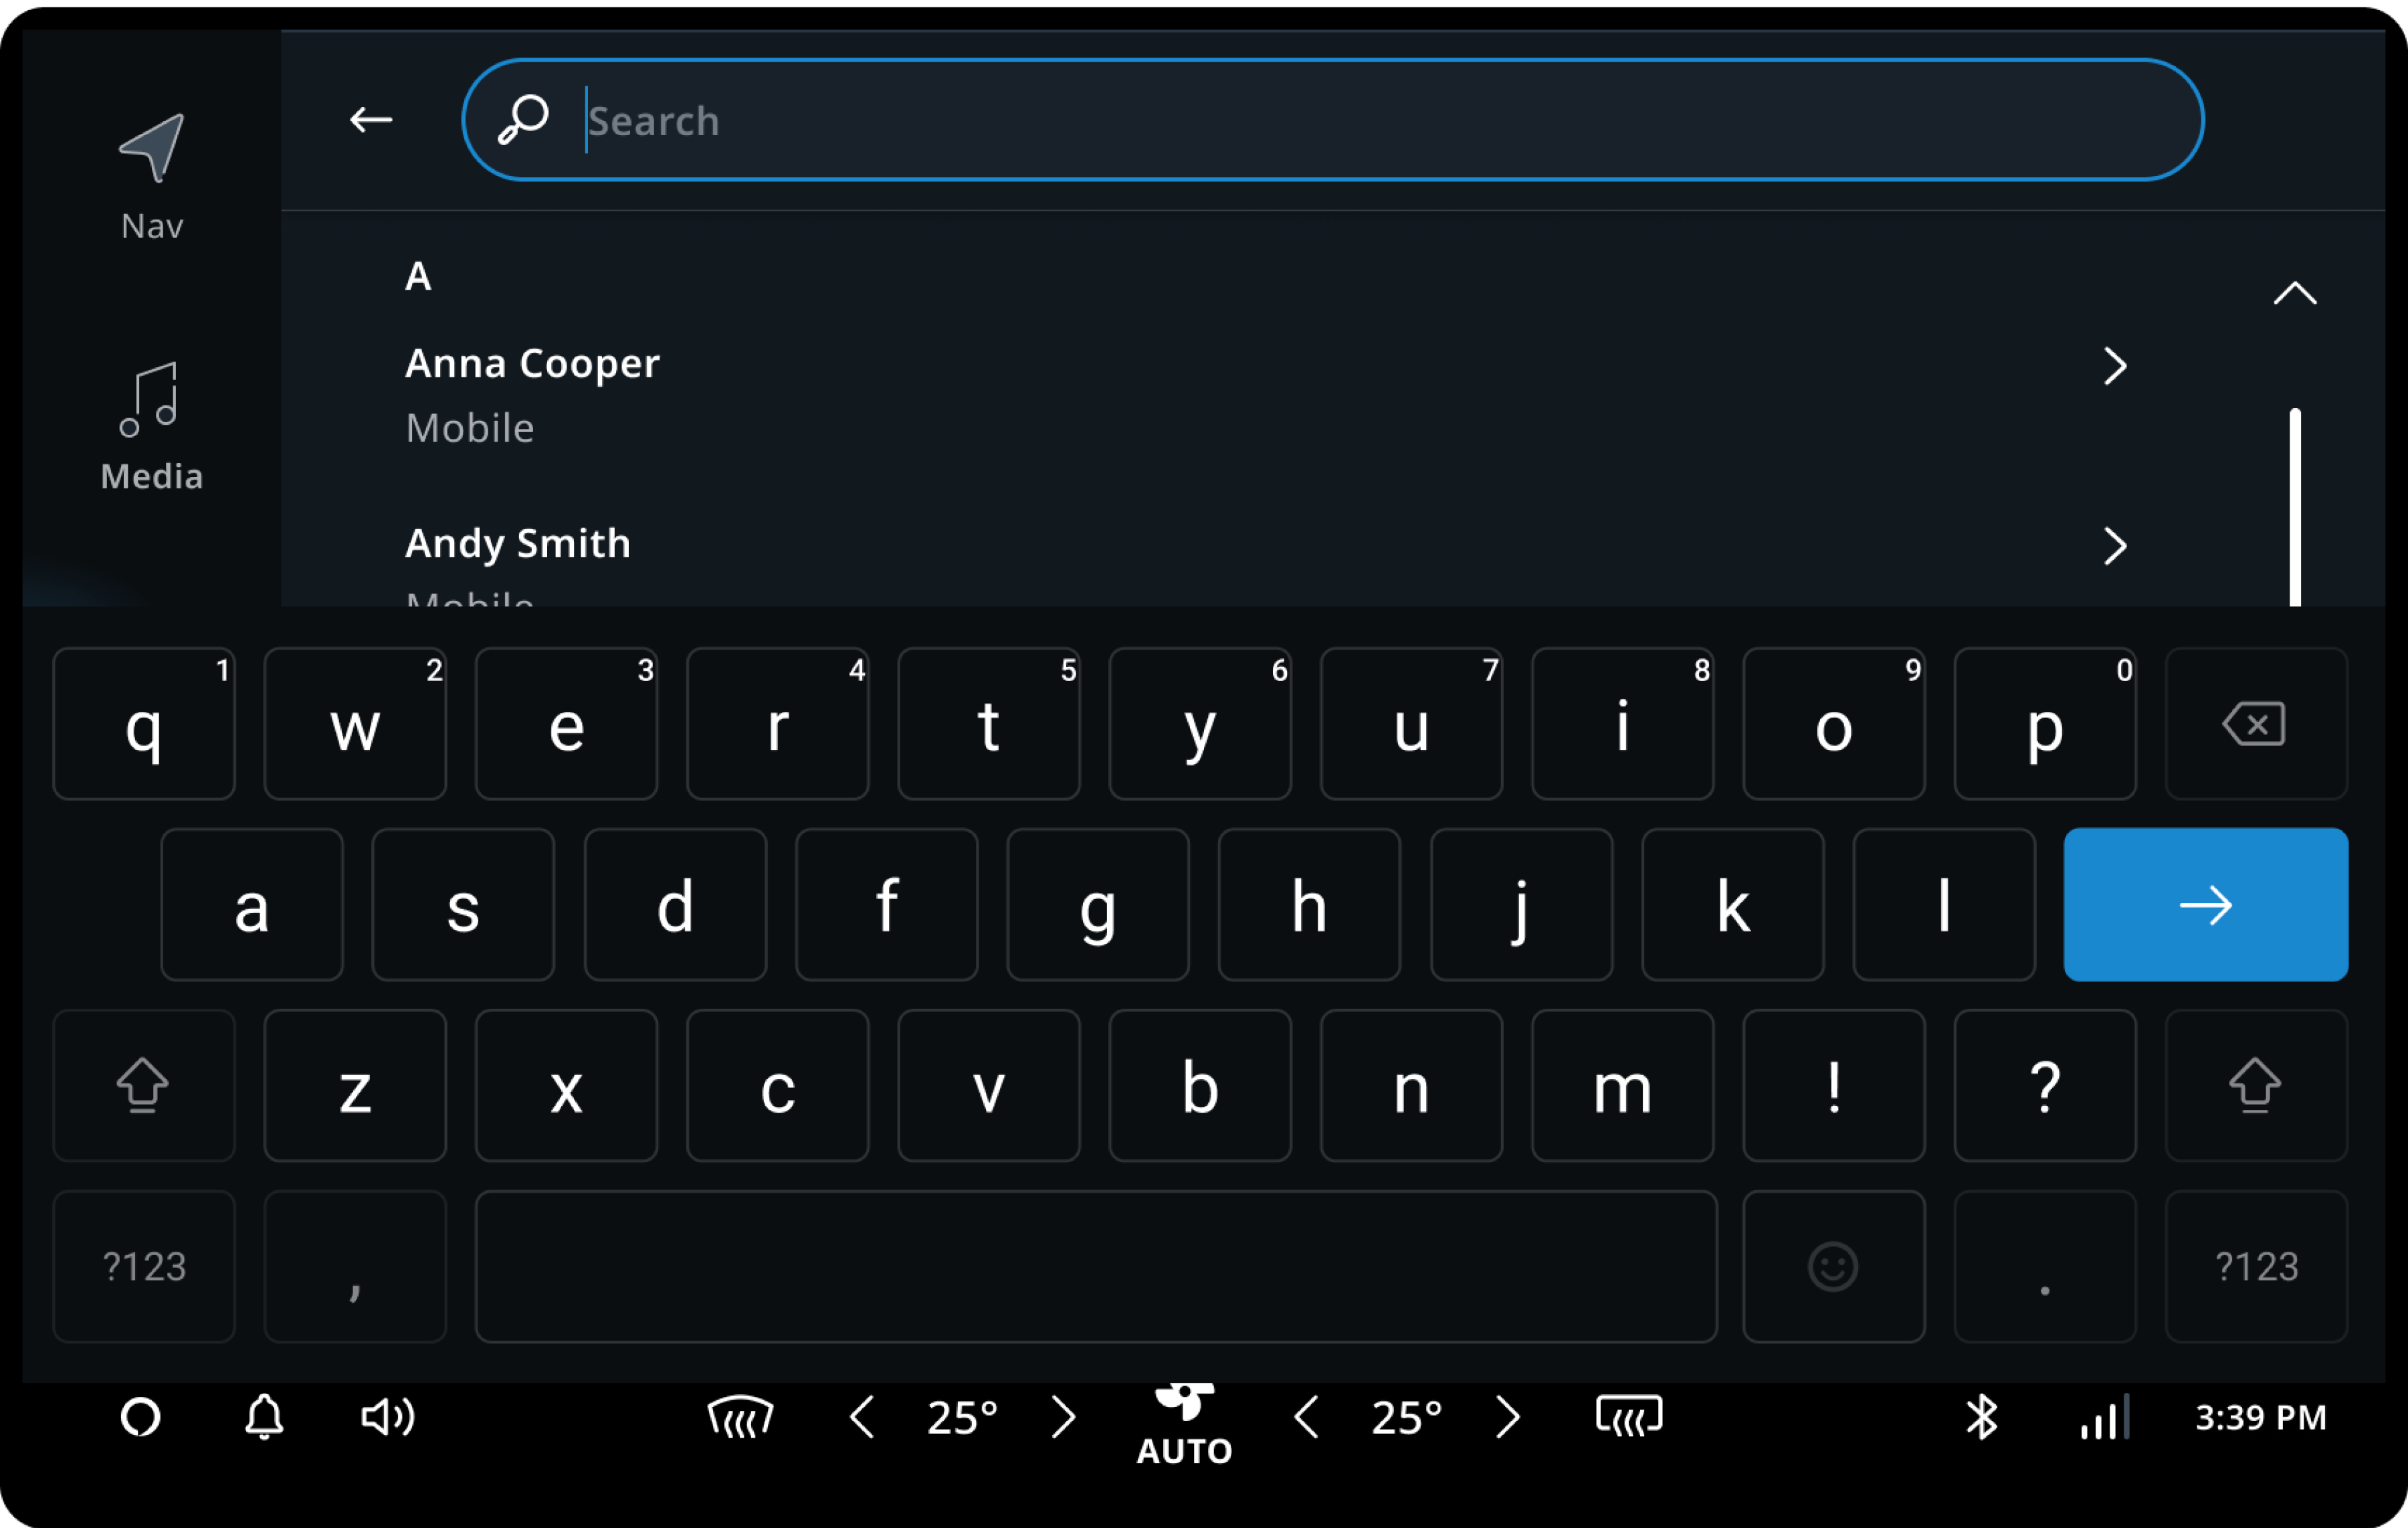 Search
Nav
A
Anna Cooper
Mobile
Media
Andy Smith
Mobile
1 2 3 4 5 6 7 8 9 0
q w e r t y u i o p
a s d f g h j k l
z x c v b n m ! ?
?123 , . ?123
25° 25° 3:39 PM
AUTO